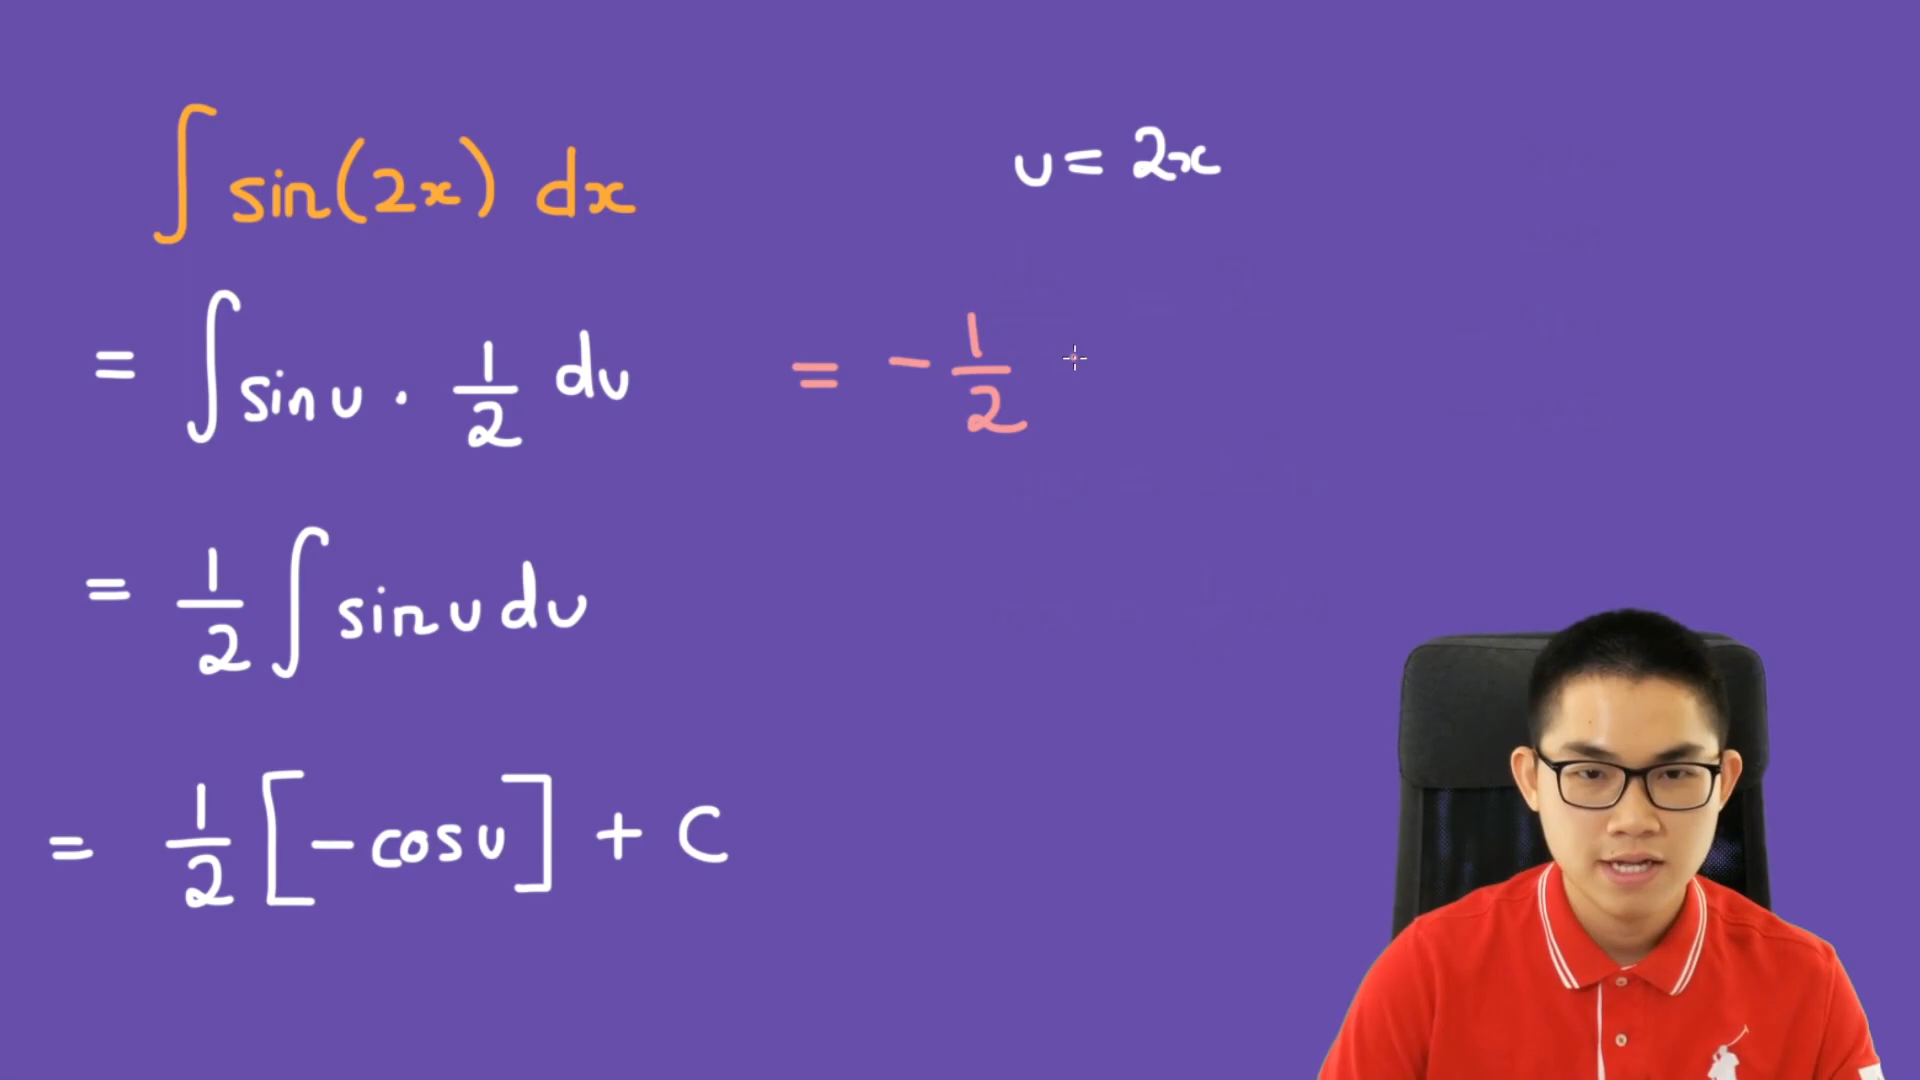 ∫ sin(2x) dx
u = 2x
= ∫ sin u · 1/2 du
= - 1/2
= 1/2 ∫ sin u du
= 1/2 [- cos u] + C